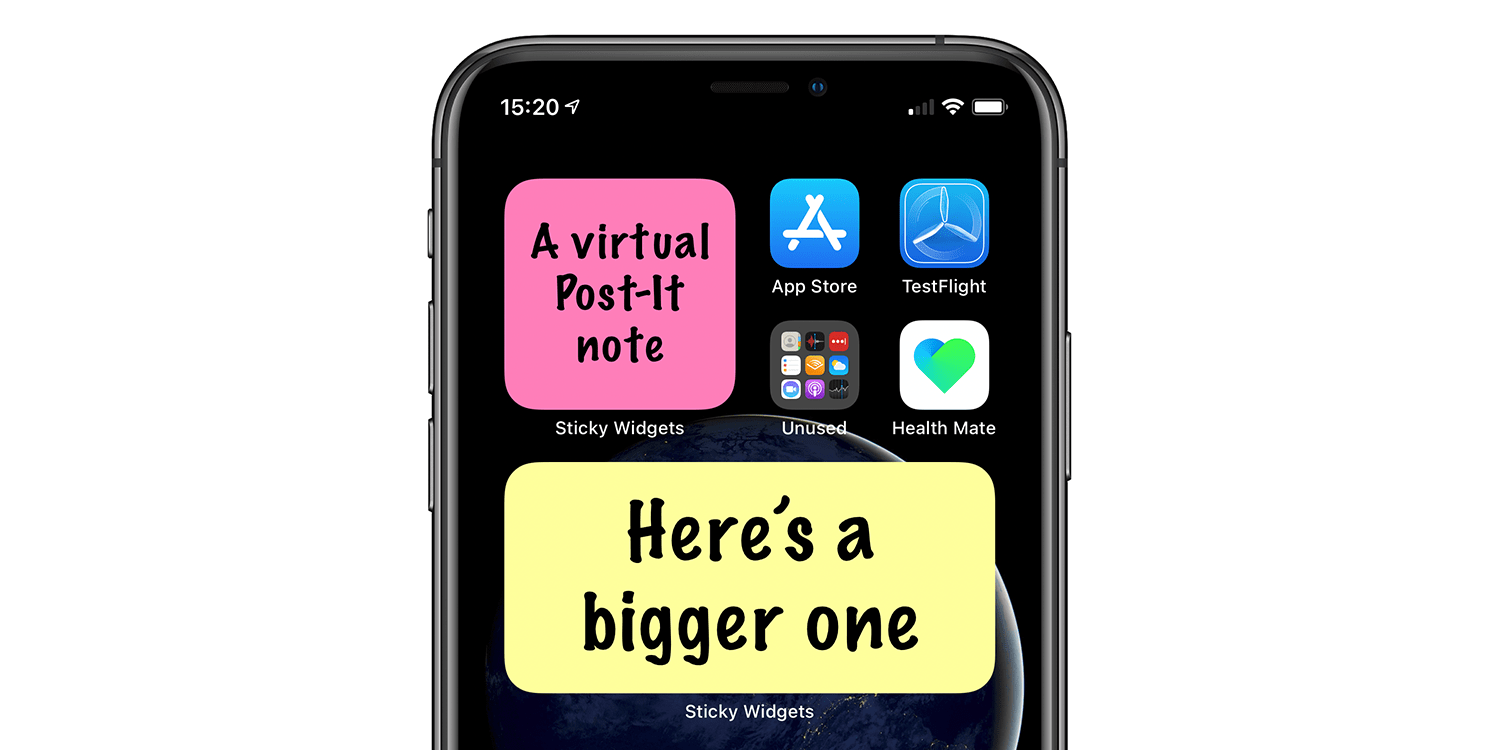 15:20
A virtual
Post-It
note
App Store
TestFlight
Sticky Widgets
Unused
Health Mate
Here's a
bigger one
Sticky Widgets